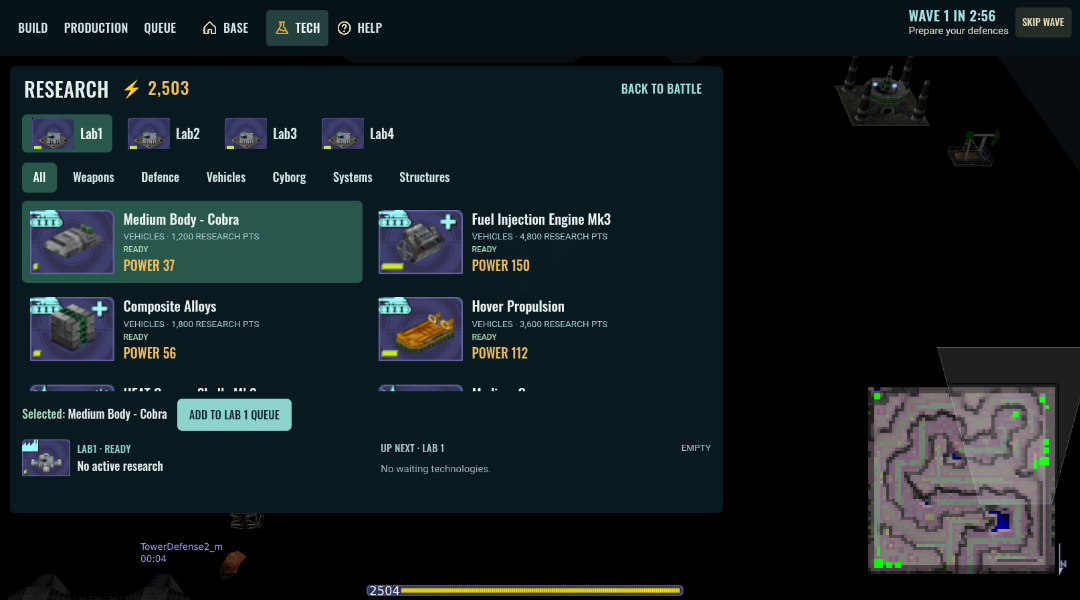 BUILD PRODUCTION QUEUE BASE TECH HELP
WAVE 1 IN 2:56
Prepare your defences
SKIP WAVE
RESEARCH 2,503
BACK TO BATTLE
Lab1 Lab2 Lab3 Lab4
All Weapons Defence Vehicles Cyborg Systems Structures
Medium Body - Cobra
VEHICLES · 1,200 RESEARCH PTS
READY
POWER 37
Fuel Injection Engine Mk3
VEHICLES · 4,800 RESEARCH PTS
READY
POWER 150
Composite Alloys
VEHICLES · 1,800 RESEARCH PTS
READY
POWER 56
Hover Propulsion
VEHICLES · 3,600 RESEARCH PTS
READY
POWER 112
Selected: Medium Body - Cobra
ADD TO LAB 1 QUEUE
LAB1 · READY
No active research
UP NEXT · LAB 1
EMPTY
No waiting technologies.
TowerDefense2_m
00:04
2504
N